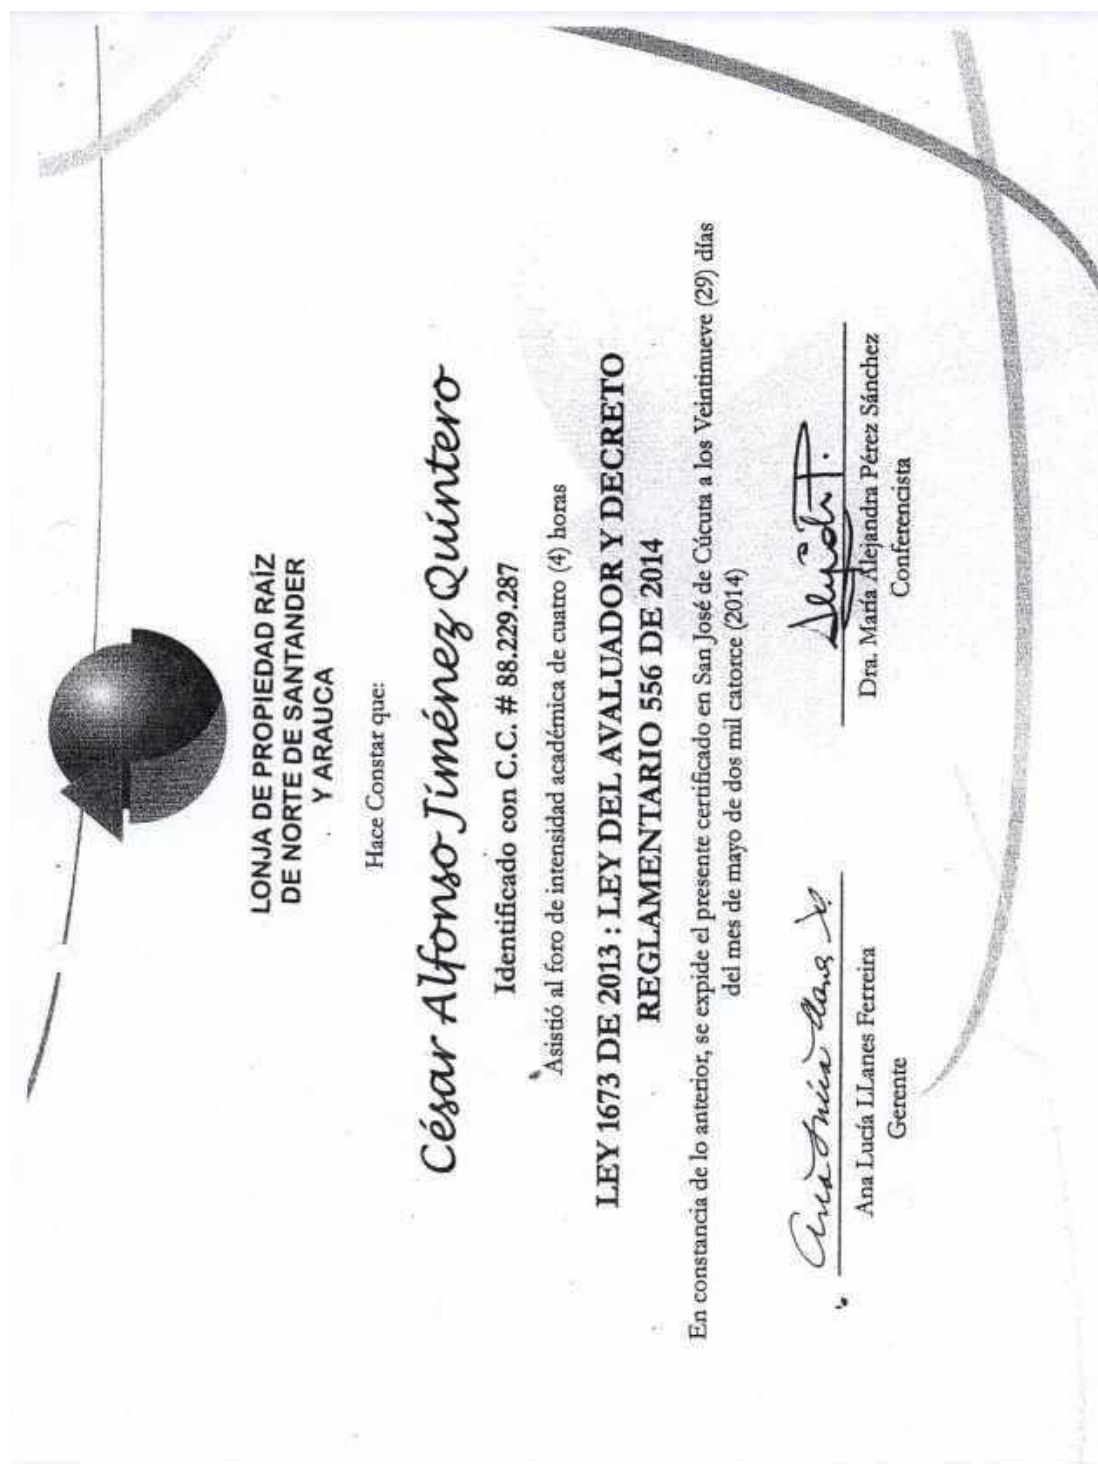 LONJA DE PROPIEDAD RAÍZ
DE NORTE DE SANTANDER
Y ARAUCA
Hace Constar que:
César Alfonso Jiménez Quintero
Identificado con C.C. # 88.229.287
Asistió al foro de intensidad académica de cuatro (4) horas
LEY 1673 DE 2013 : LEY DEL AVALUADOR Y DECRETO
REGLAMENTARIO 556 DE 2014
En constancia de lo anterior, se expide el presente certificado en San José de Cúcuta a los Veintinueve (29) días
del mes de mayo de dos mil catorce (2014)
Ana Lucía LLanes Ferreira
Gerente
Dra. María Alejandra Pérez Sánchez
Conferencista